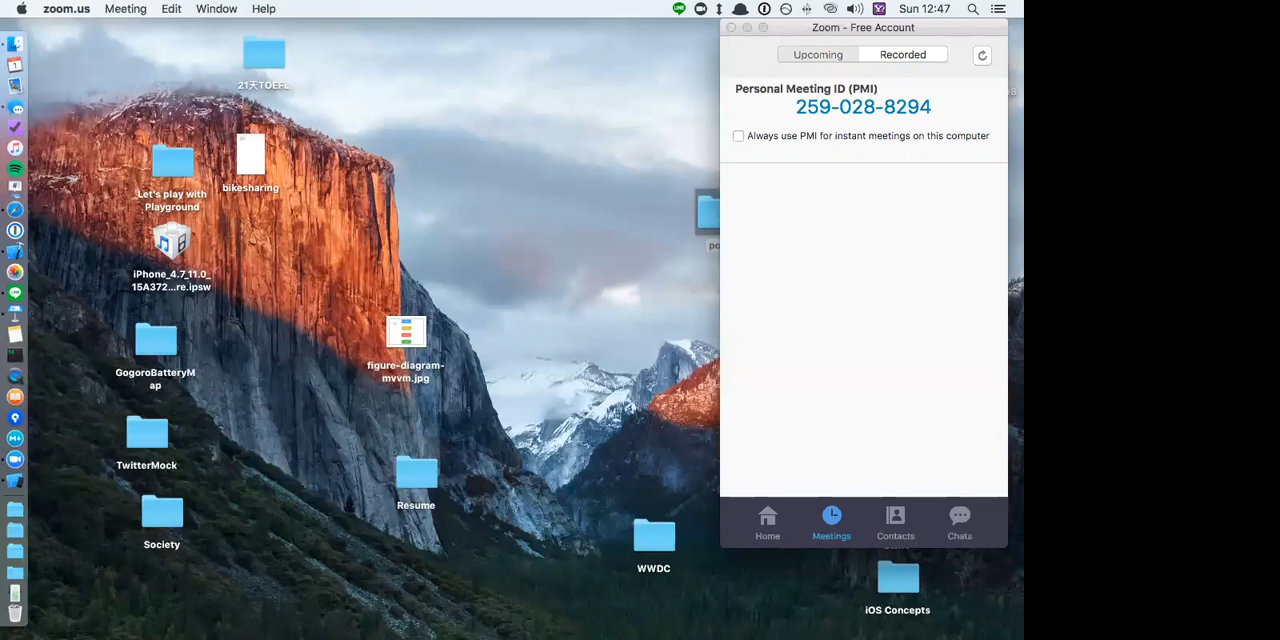 zoom.us Meeting Edit Window Help
Sun 12:47
Zoom - Free Account
Upcoming Recorded
Personal Meeting ID (PMI)
259-028-8294
Always use PMI for instant meetings on this computer
21天TOEFL
Let's play with
Playground
bikesharing
iPhone_4.7_11.0_
15A372...re.ipsw
po
GogoroBatteryM
ap
figure-diagram-
mvvm.jpg
TwitterMock
Resume
Society
WWDC
Home Meetings Contacts Chats
iOS Concepts